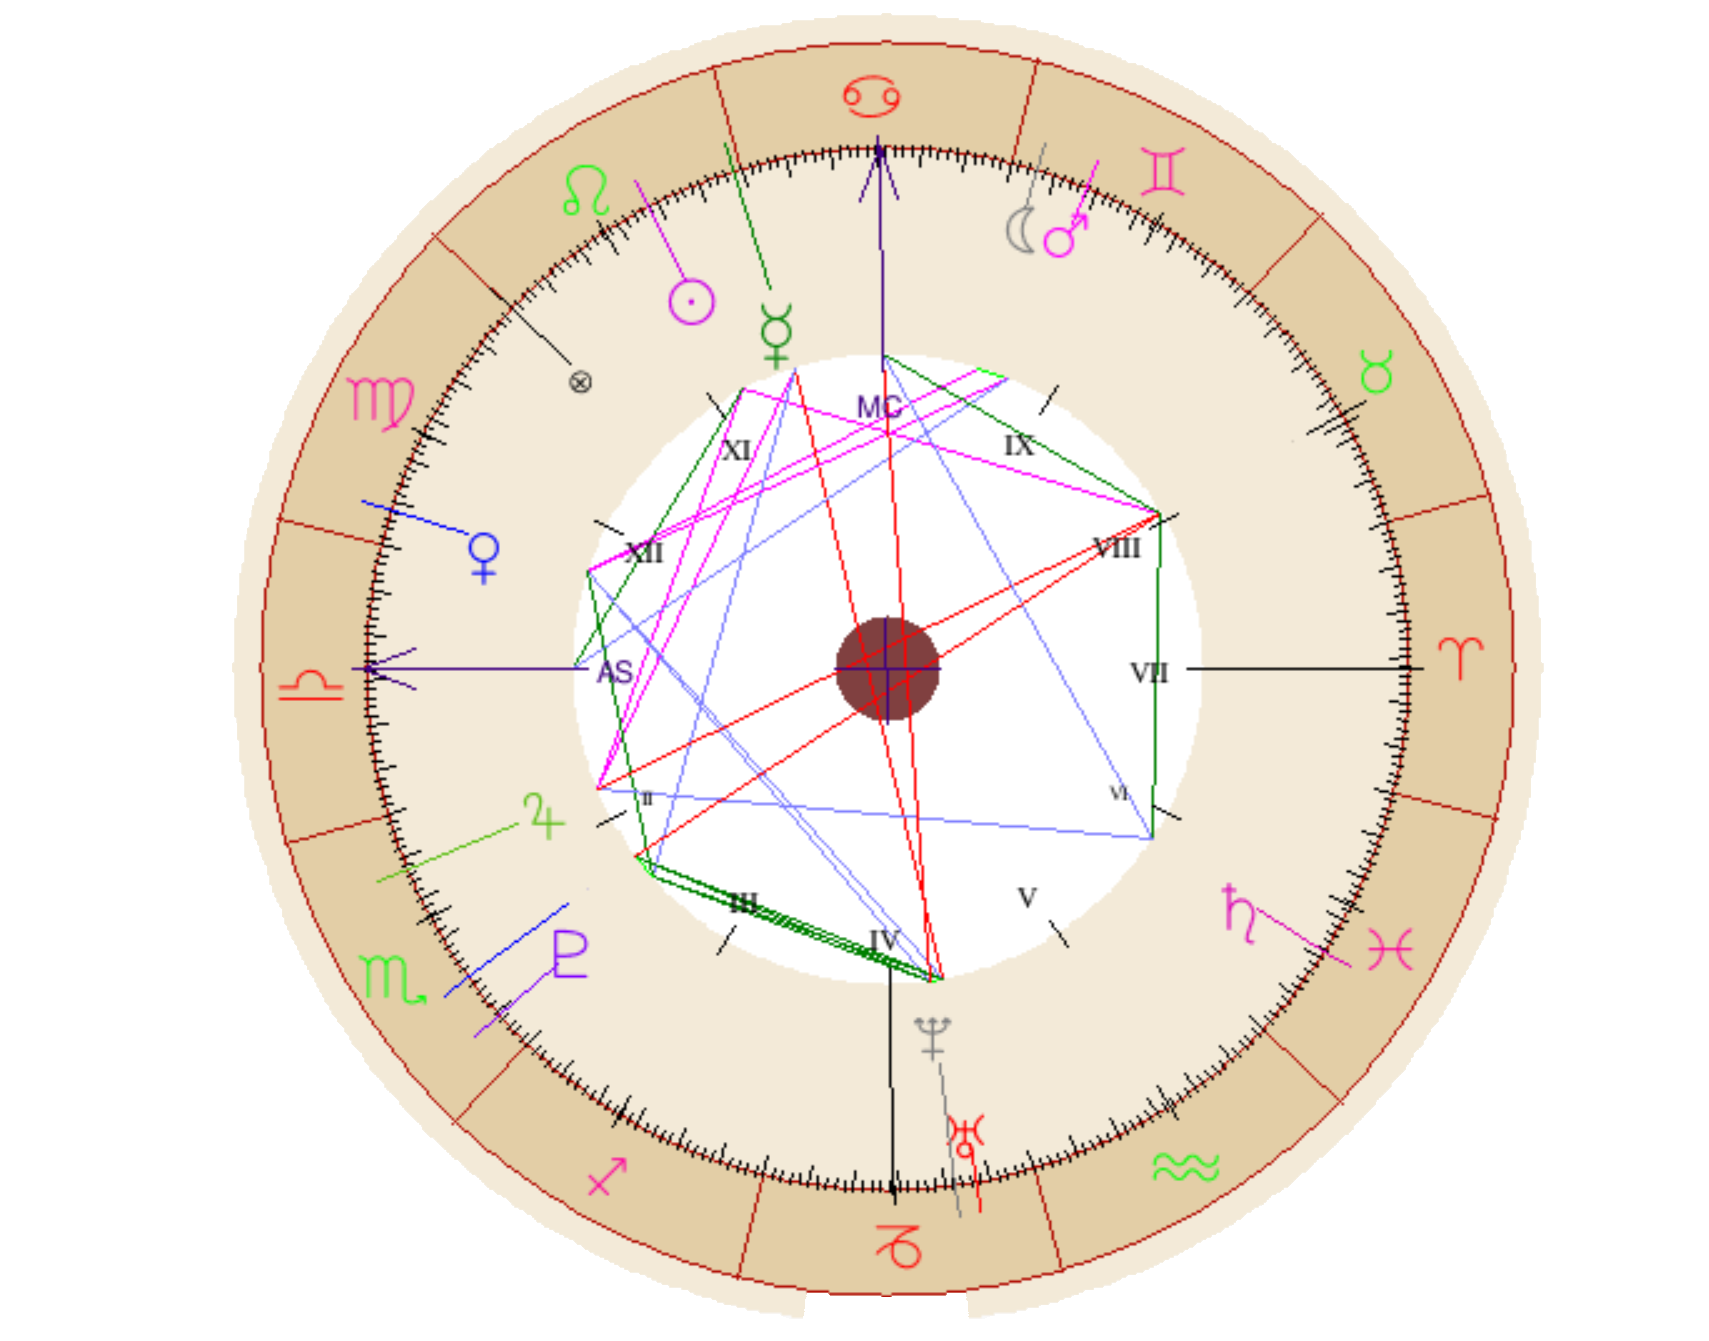 ♋
♊
♌
☾
♂
☉
☿
♉
⊗
♍
MC
IX
XI
♀
XII
VIII
AS
VII
♈
♎
♃
II
VI
III
V
♄
IV
♇
♓
♏
♆
♅
♒
♐
♑